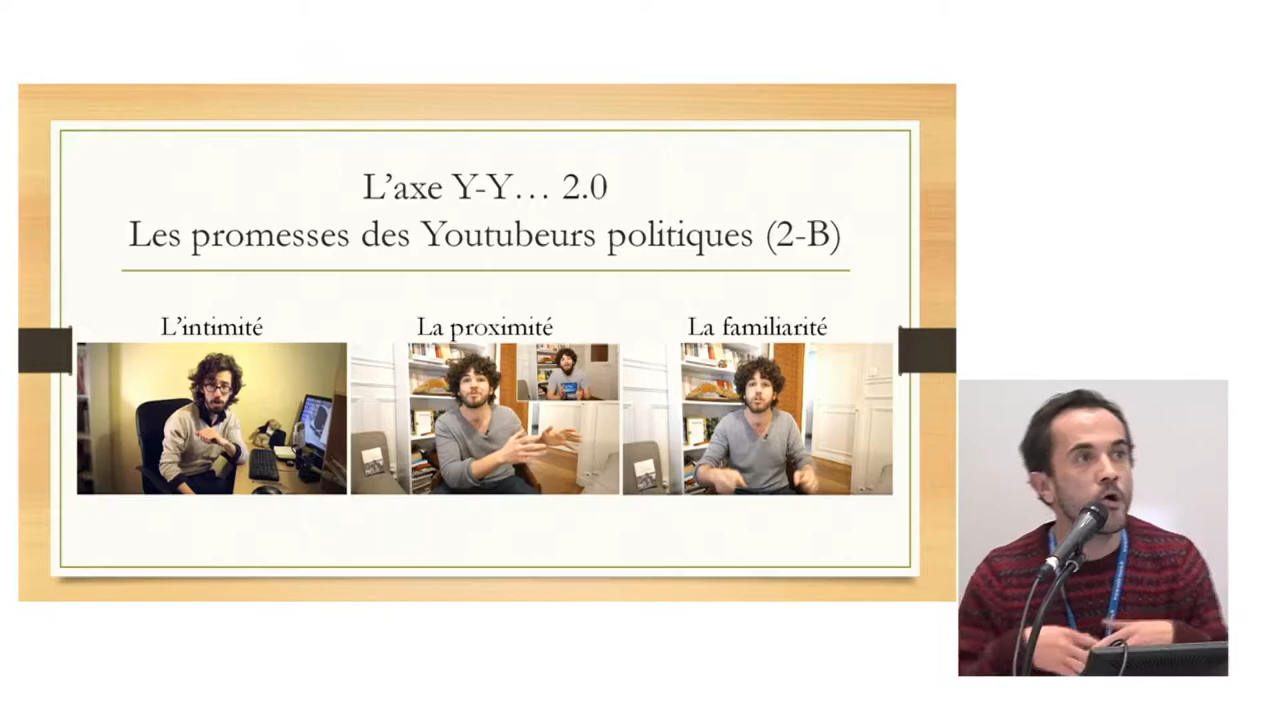 L'axe Y-Y… 2.0
Les promesses des Youtubeurs politiques (2-B)
L'intimité
La proximité
La familiarité